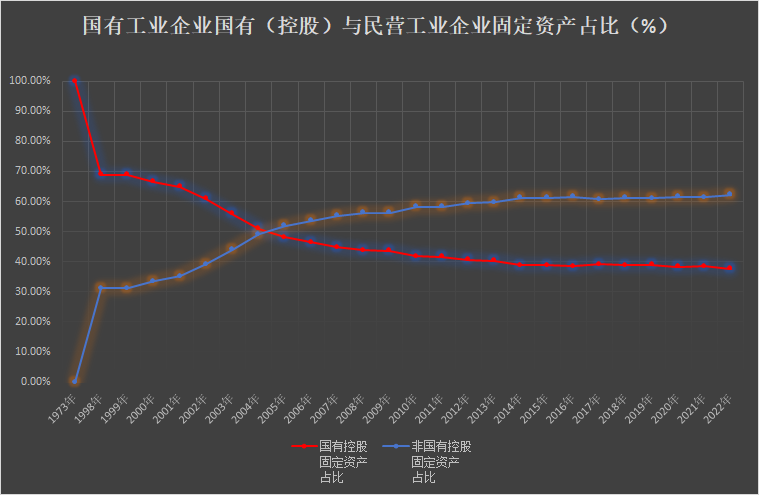 国有工业企业国有（控股）与民营工业企业固定资产占比（%）
100.00%
90.00%
80.00%
70.00%
60.00%
50.00%
40.00%
30.00%
20.00%
10.00%
0.00%
1973年
1998年
1999年
2000年
2001年
2002年
2003年
2004年
2005年
2006年
2007年
2008年
2009年
2010年
2011年
2012年
2013年
2014年
2015年
2016年
2017年
2018年
2019年
2020年
2021年
2022年
国有控股
固定资产
占比
非国有控股
固定资产
占比